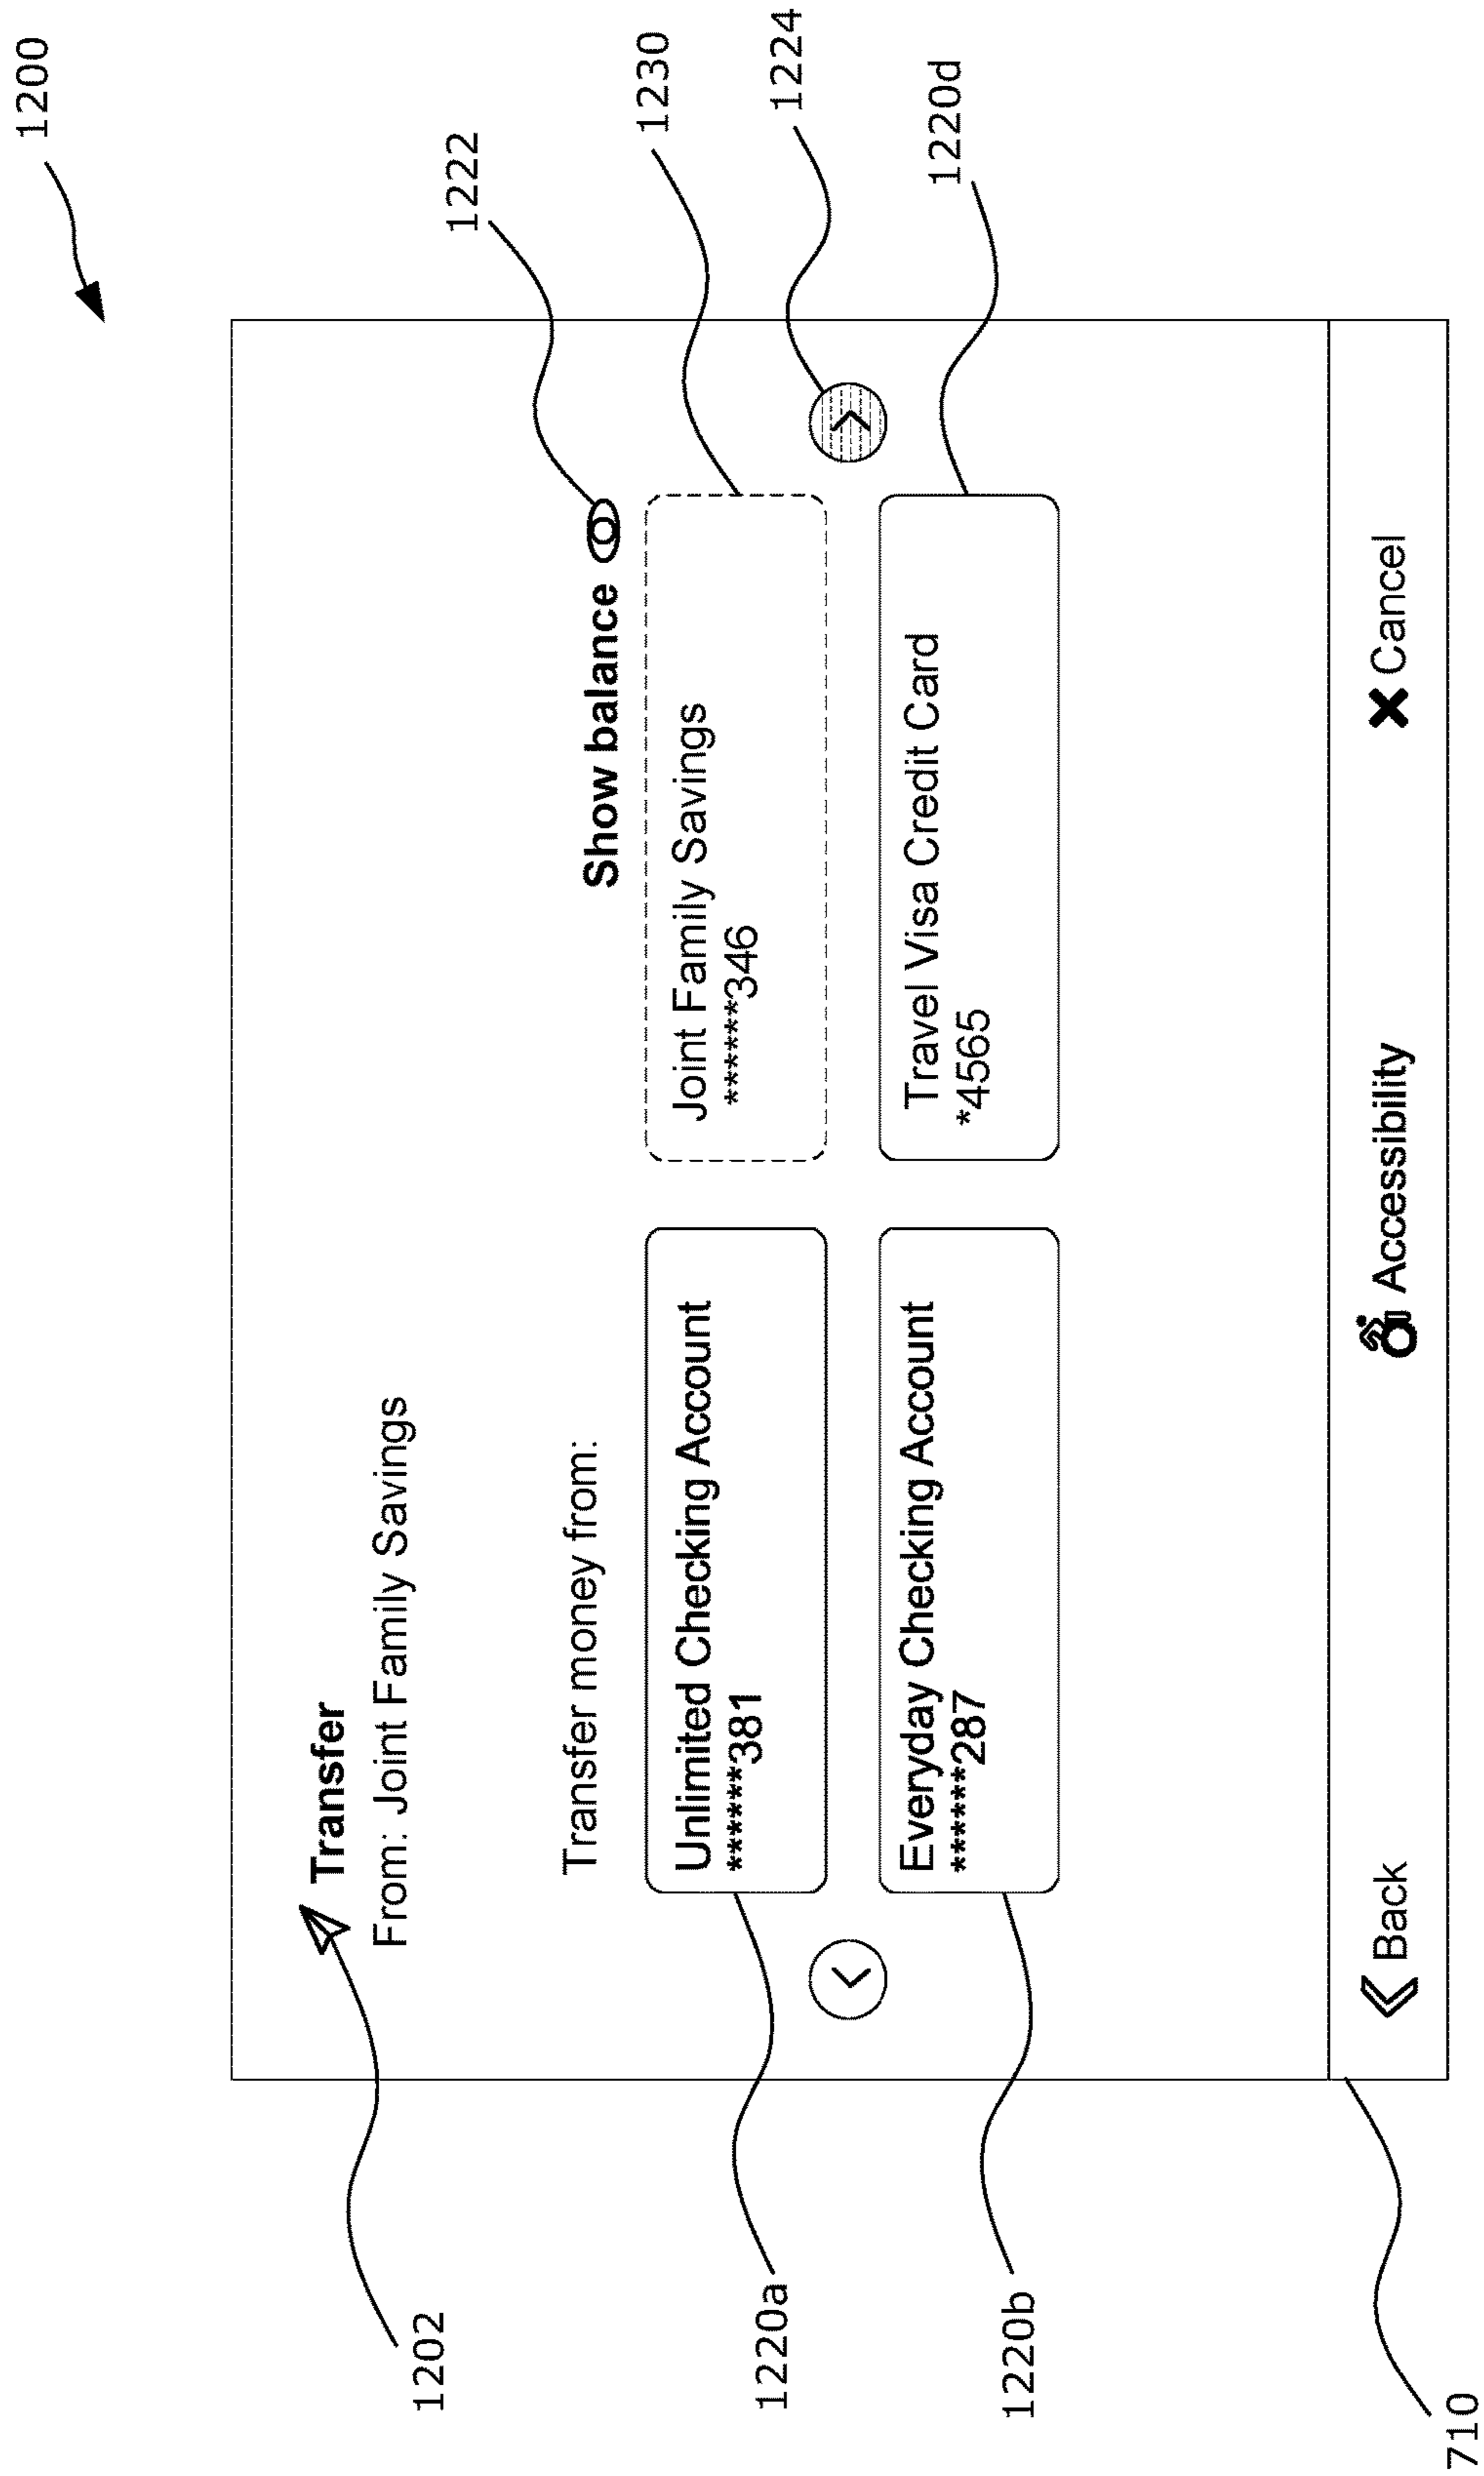 1200
1222
1230
1224
1220d
Transfer
From: Joint Family Savings
Transfer money from:
Show balance
Unlimited Checking Account
******381
Joint Family Savings
******346
Everyday Checking Account
******287
Travel Visa Credit Card
*4565
Back
Accessibility
Cancel
1202
1220a
1220b
710